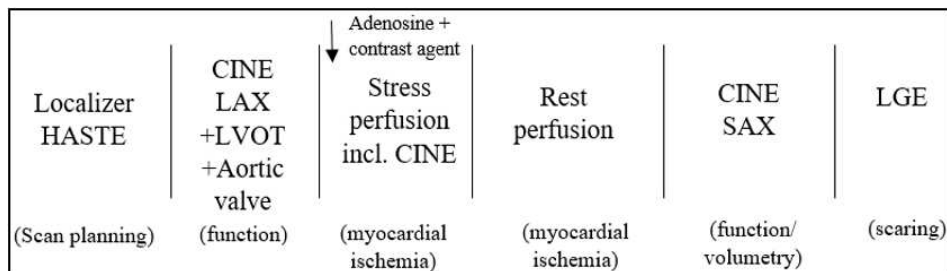 Adenosine +
contrast agent
Localizer
HASTE
(Scan planning)
CINE
LAX
+LVOT
+Aortic
valve
(function)
Stress
perfusion
incl. CINE
(myocardial
ischemia)
Rest
perfusion
(myocardial
ischemia)
CINE
SAX
(function/
volumetry)
LGE
(scaring)